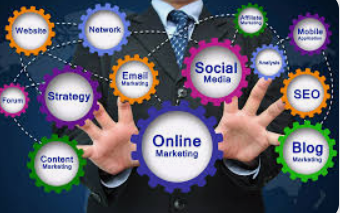 Website
Network
Affiliate
Marketing
Mobile
Application
Email
Marketing
Social
Media
Analysis
Forum
Strategy
SEO
Online
Marketing
Content
Marketing
Blog
Marketing